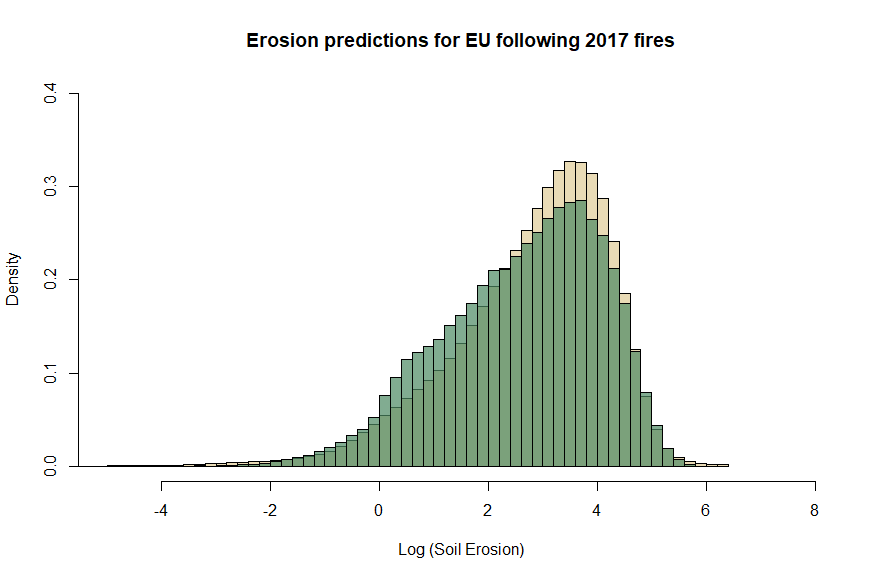 Erosion predictions for EU following 2017 fires
0.4
0.3
0.2
0.1
0.0
Density
-4 -2 0 2 4 6 8
Log (Soil Erosion)